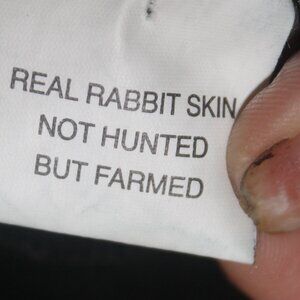 REAL RABBIT SKIN
NOT HUNTED
BUT FARMED